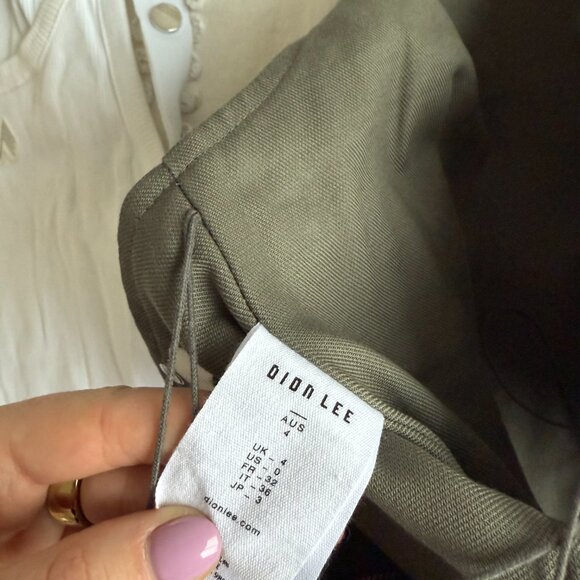 DION LEE
AUS
4
UK - 4
US - 0
FR - 32
IT - 36
JP - 3
dionlee.com